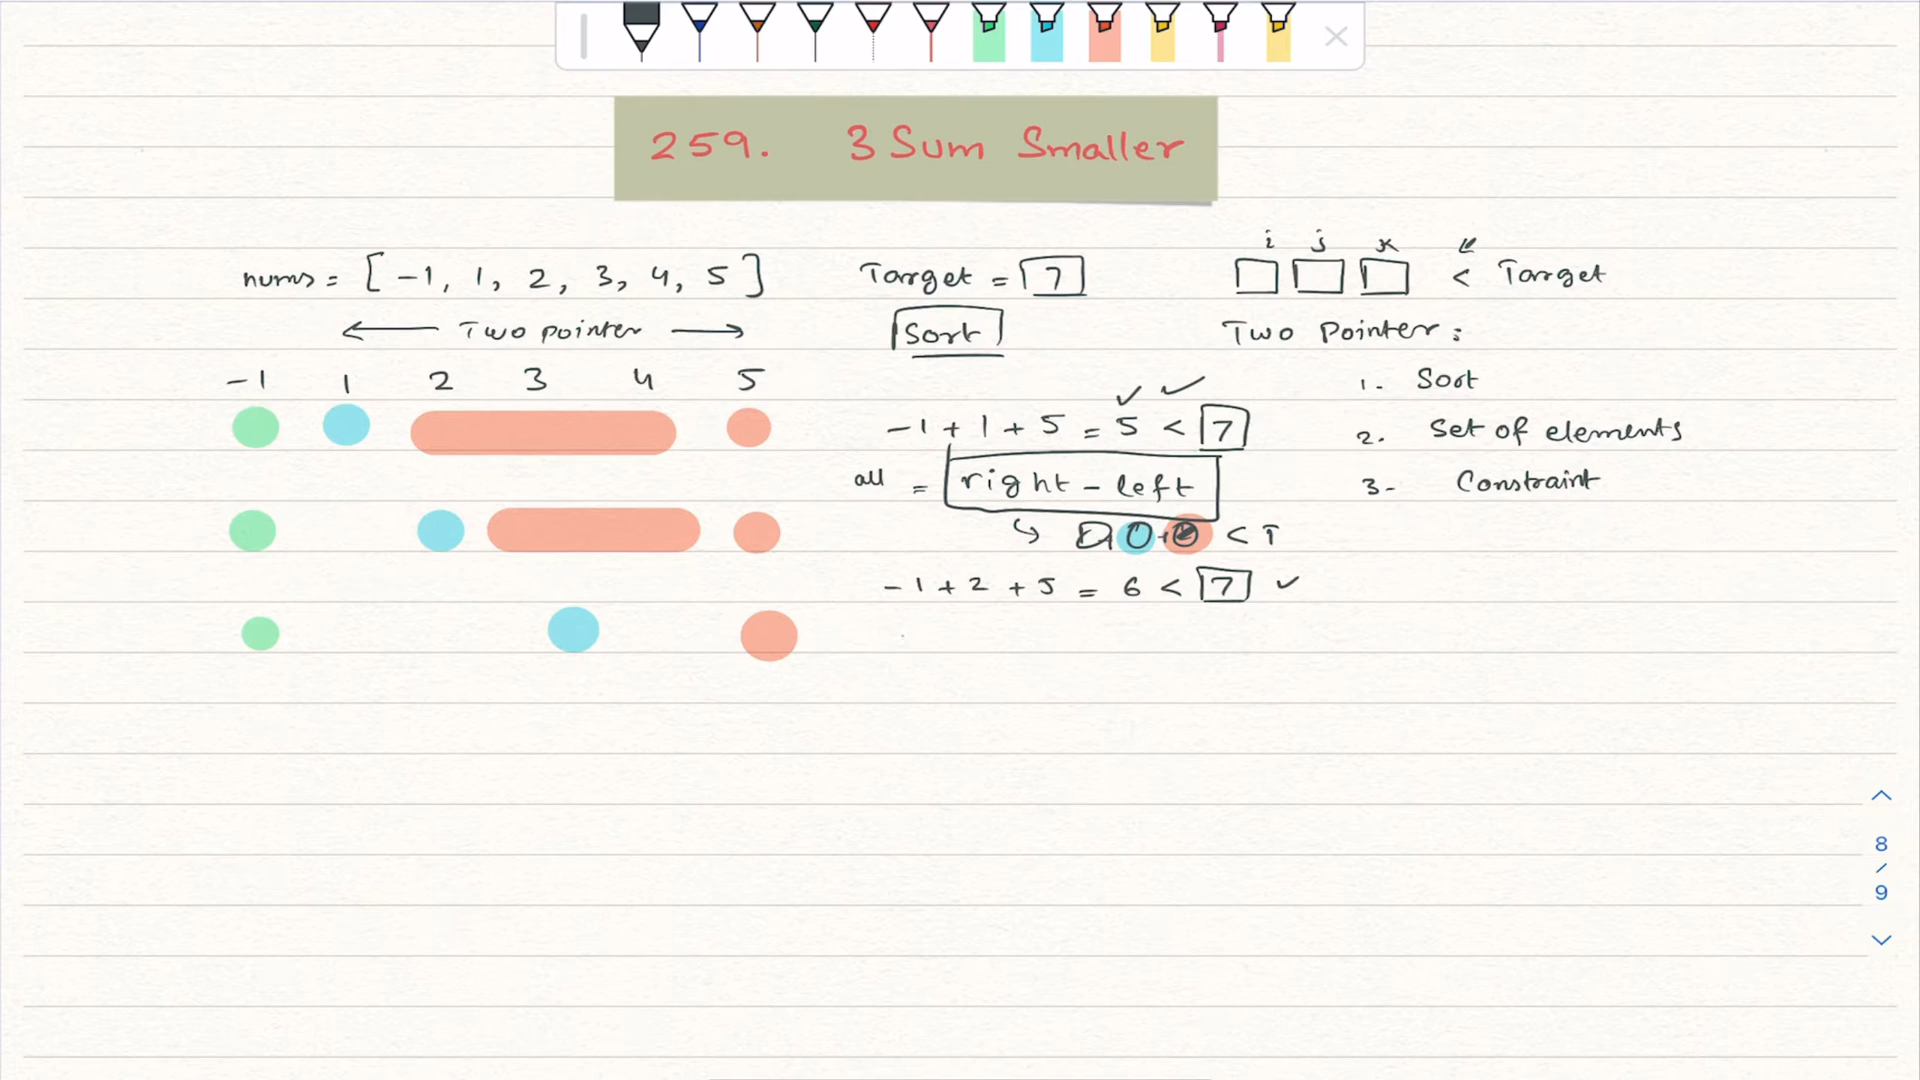 259. 3 Sum Smaller
nums = [ -1, 1, 2, 3, 4, 5 ]
Target = 7
i j k
< Target
← Two pointer →
Sort
Two Pointer :
-1 1 2 3 4 5
1. Sort
-1 + 1 + 5 = 5 < 7
2. Set of elements
all = right - left
3- Constraint
< T
-1 + 2 + 5 = 6 < 7 ✓
8
/
9